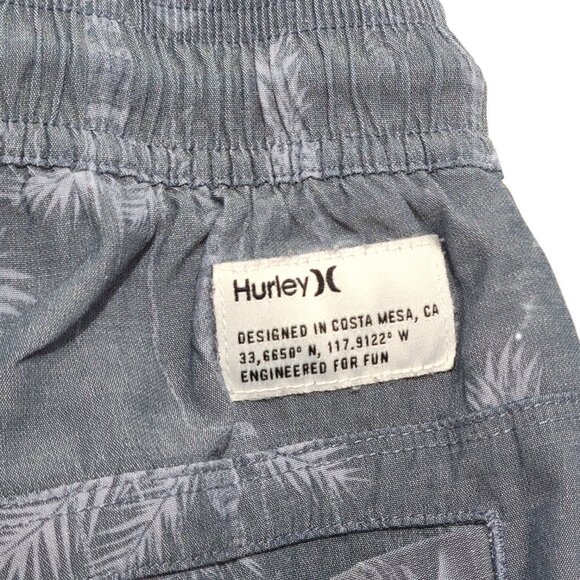 Hurley
DESIGNED IN COSTA MESA, CA
33,6650° N, 117.9122° W
ENGINEERED FOR FUN